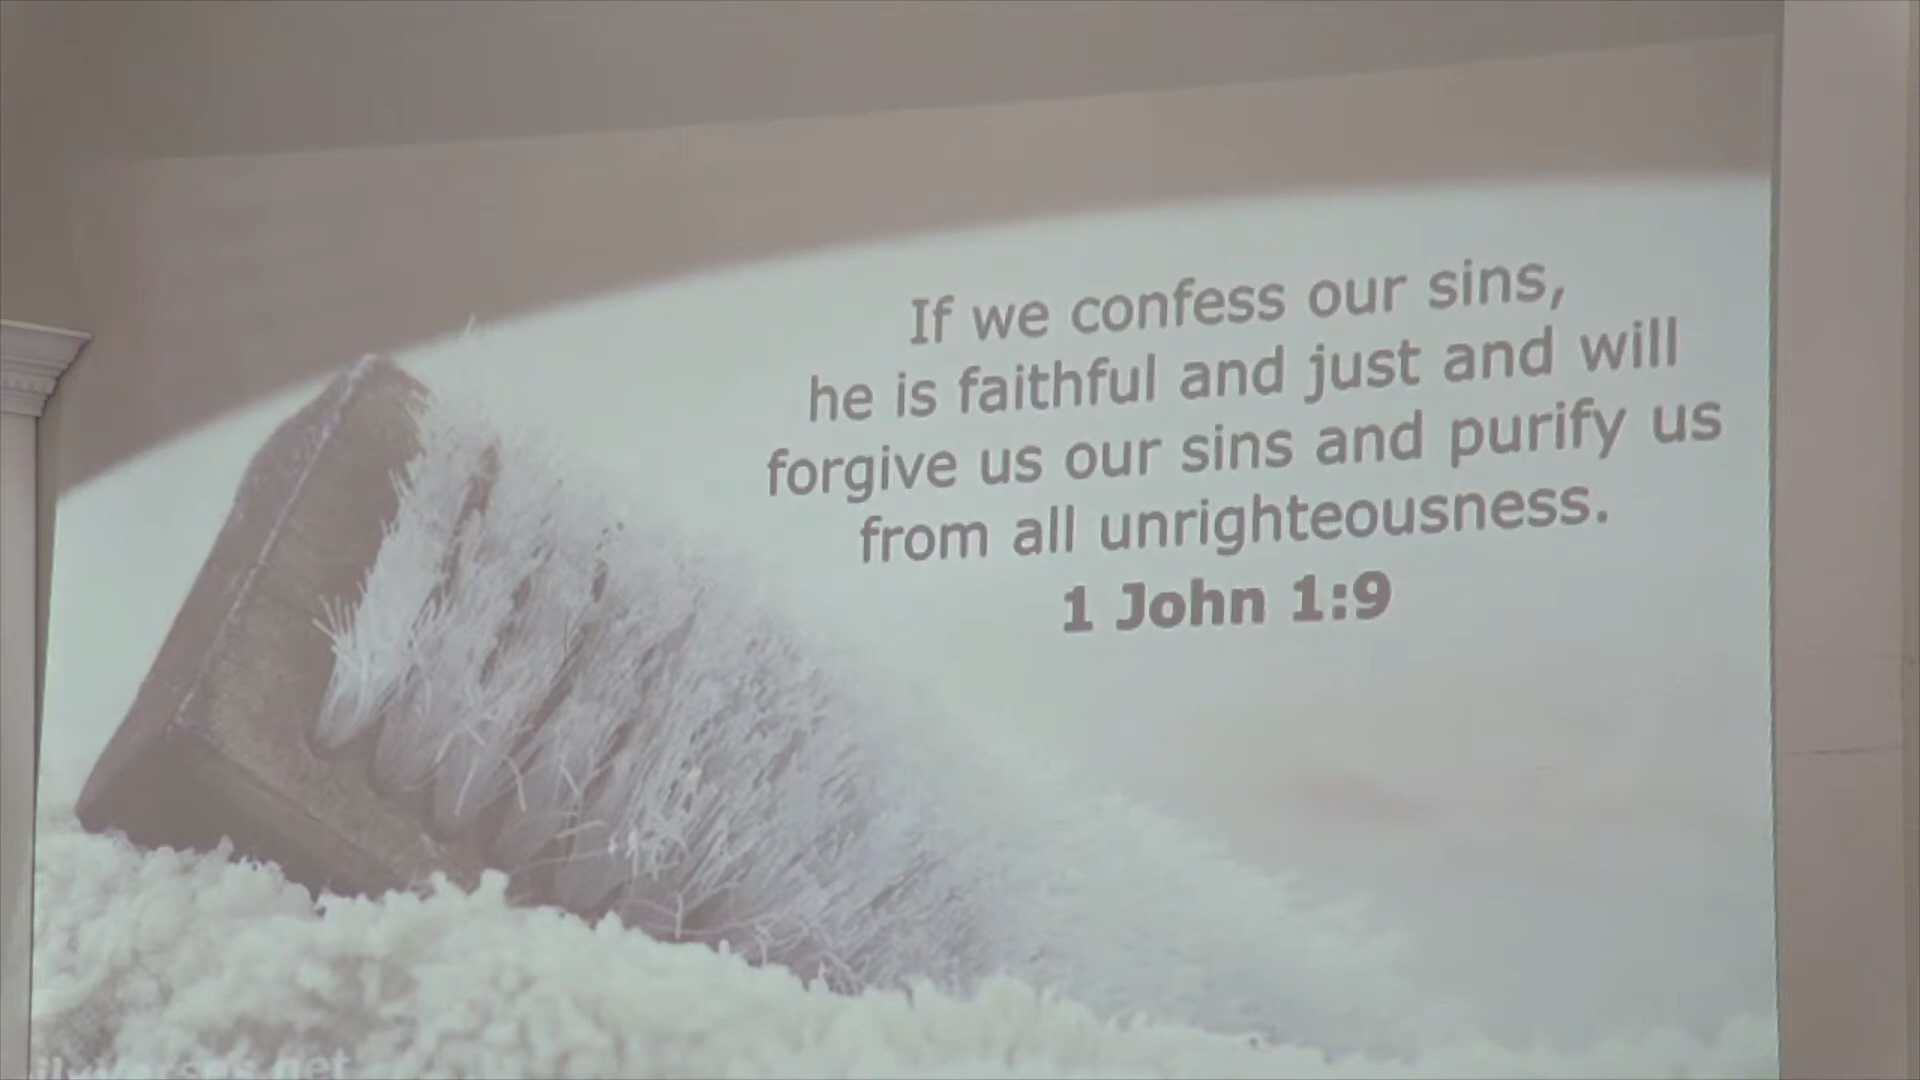 If we confess our sins,
he is faithful and just and will
forgive us our sins and purify us
from all unrighteousness.
1 John 1:9